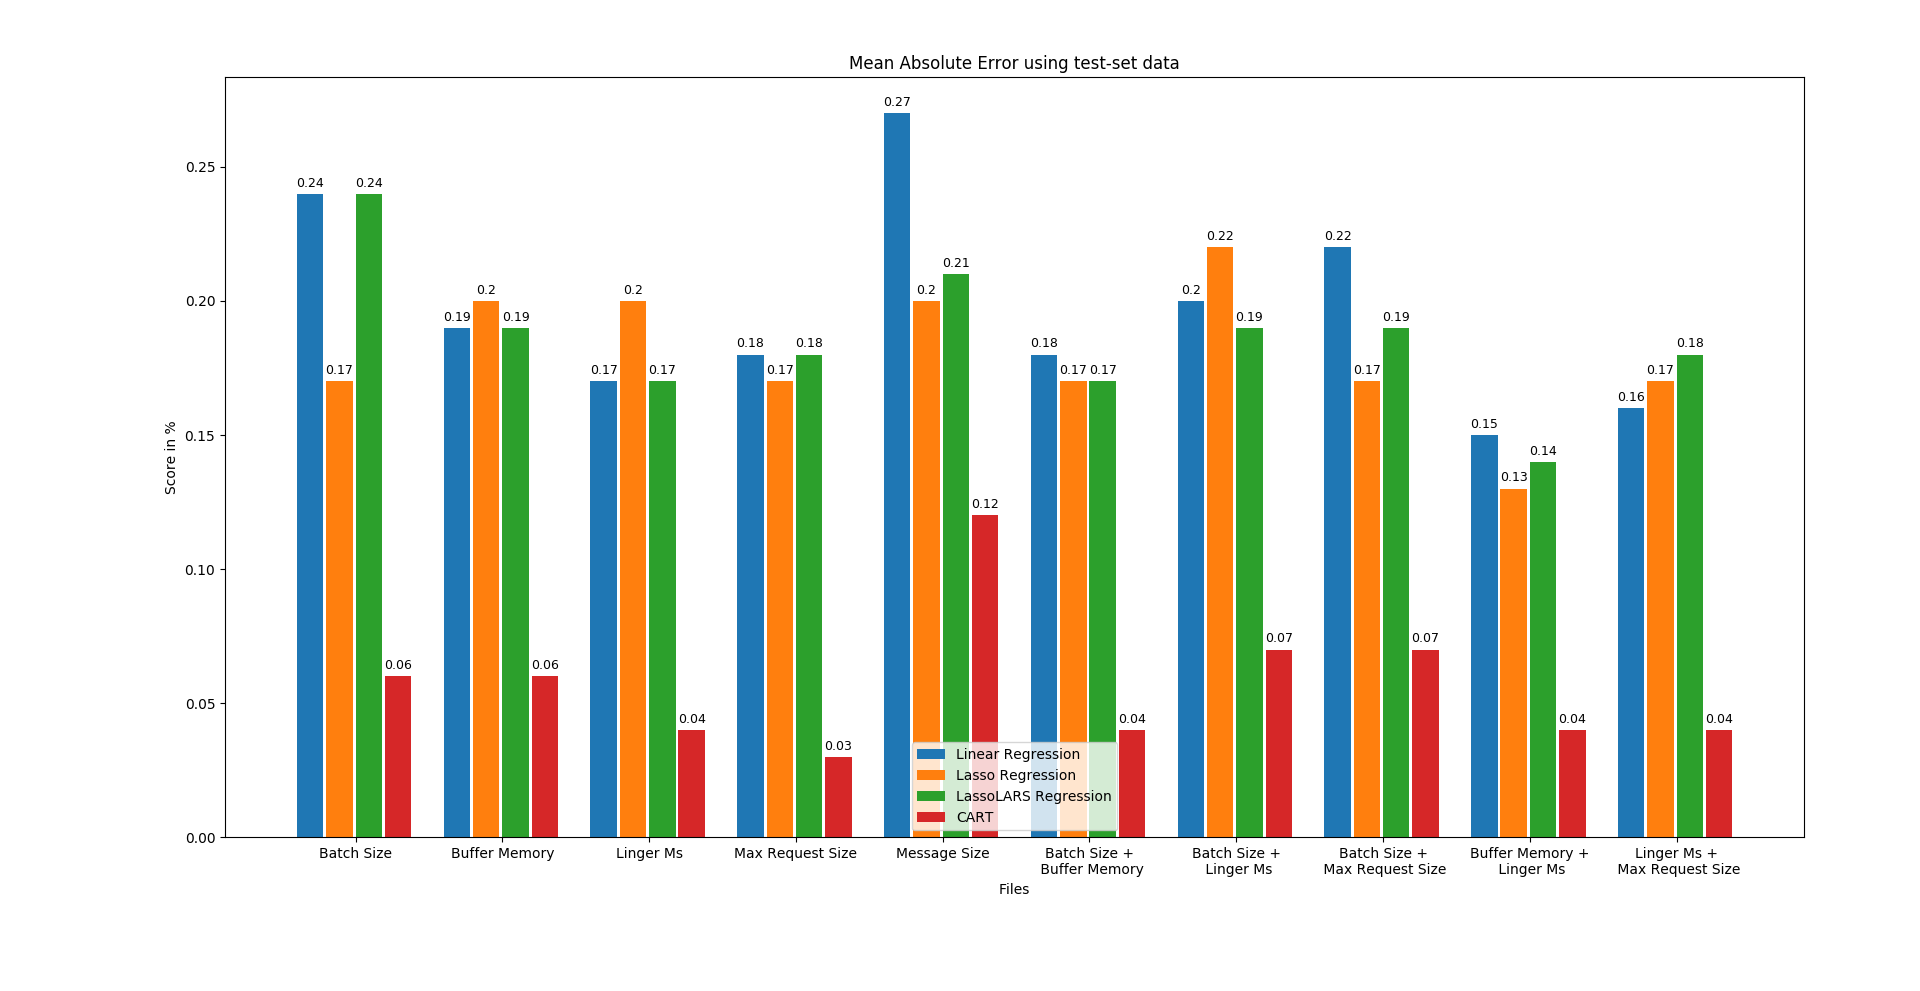 Mean Absolute Error using test-set data
Score in %
0.25
0.20
0.15
0.10
0.05
0.00
0.24
0.17
0.24
0.06
0.19
0.2
0.19
0.06
0.17
0.2
0.17
0.04
0.18
0.17
0.18
0.03
0.27
0.2
0.21
0.12
0.18
0.17
0.17
0.04
0.2
0.22
0.19
0.07
0.22
0.17
0.19
0.07
0.15
0.13
0.14
0.04
0.16
0.17
0.18
0.04
Linear Regression
Lasso Regression
LassoLARS Regression
CART
Batch Size
Buffer Memory
Linger Ms
Max Request Size
Message Size
Batch Size +
Buffer Memory
Batch Size +
Linger Ms
Batch Size +
Max Request Size
Buffer Memory +
Linger Ms
Linger Ms +
Max Request Size
Files